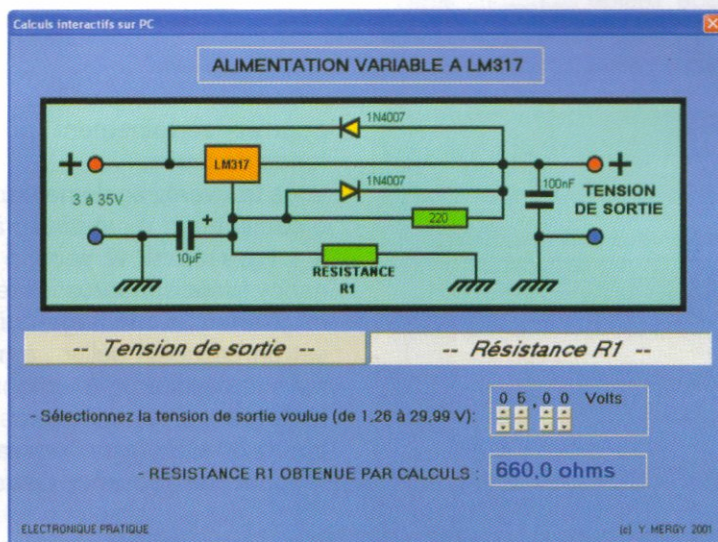 Calculs interactifs sur PC
ALIMENTATION VARIABLE A LM317
1N4007
LM317
1N4007
3 à 35V
100nF
TENSION
DE SORTIE
220
10µF
RESISTANCE
R1
-- Tension de sortie --
-- Résistance R1 --
- Sélectionnez la tension de sortie voulue (de 1,26 à 29,99 V):
0 5 , 0 0 Volts
- RESISTANCE R1 OBTENUE PAR CALCULS :
660,0 ohms
ELECTRONIQUE PRATIQUE
(c) Y. MERGY 2001